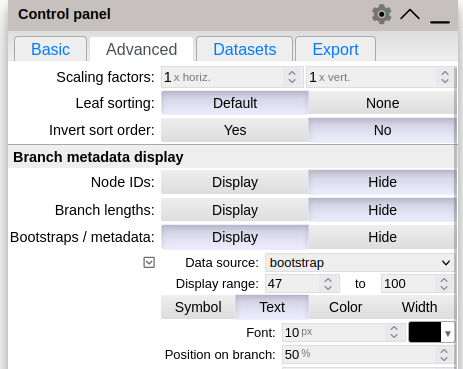 Control panel
Basic Advanced Datasets Export
Scaling factors: 1 x horiz. 1 x vert.
Leaf sorting: Default None
Invert sort order: Yes No
Branch metadata display
Node IDs: Display Hide
Branch lengths: Display Hide
Bootstraps / metadata: Display Hide
Data source: bootstrap
Display range: 47 to 100
Symbol Text Color Width
Font: 10 px
Position on branch: 50 %